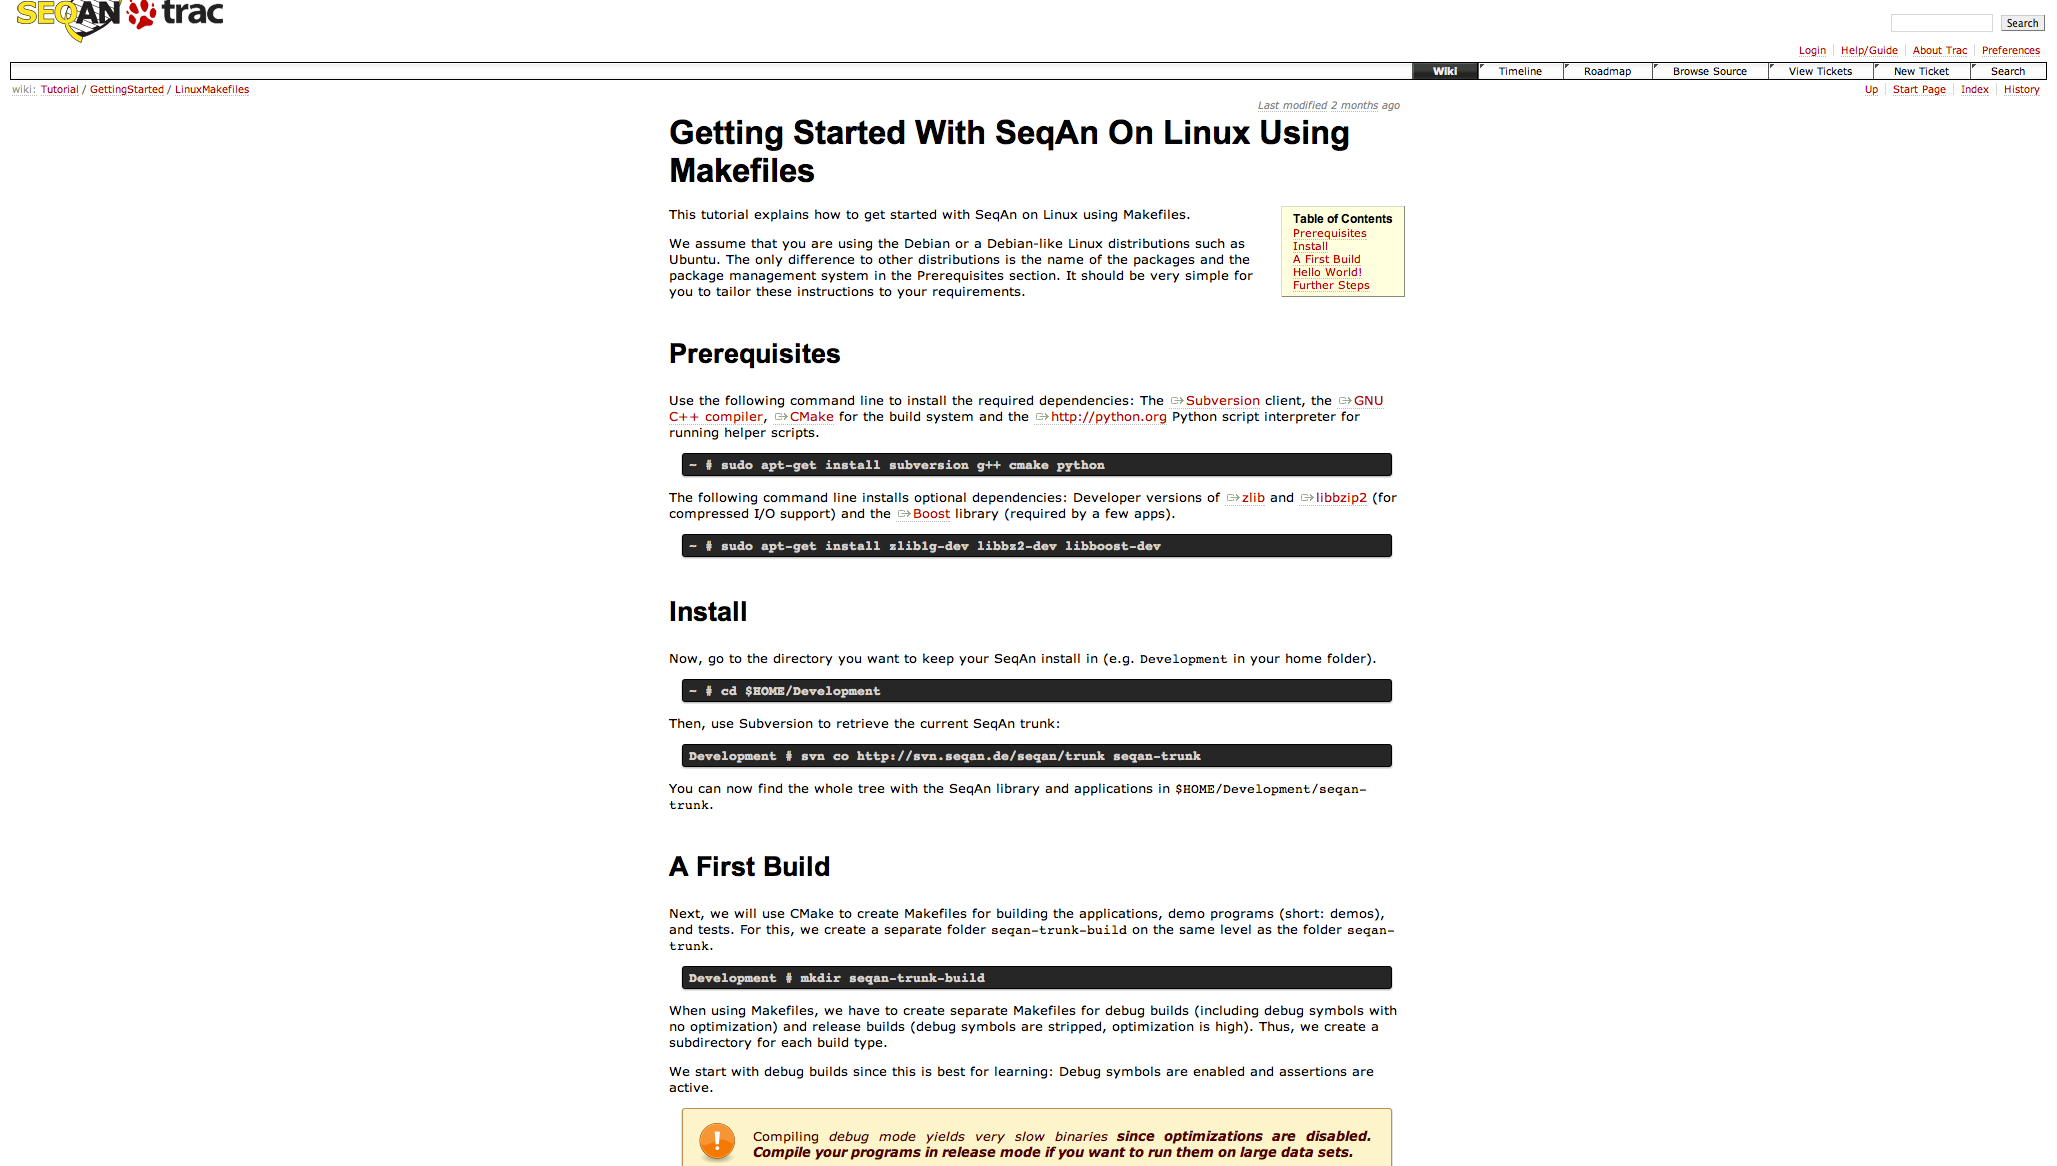 SEQAN trac
Search
Login Help/Guide About Trac Preferences
Wiki Timeline Roadmap Browse Source View Tickets New Ticket Search
wiki: Tutorial / GettingStarted / LinuxMakefiles
Up Start Page Index History
Last modified 2 months ago
Getting Started With SeqAn On Linux Using
Makefiles
This tutorial explains how to get started with SeqAn on Linux using Makefiles.
We assume that you are using the Debian or a Debian-like Linux distributions such as
Ubuntu. The only difference to other distributions is the name of the packages and the
package management system in the Prerequisites section. It should be very simple for
you to tailor these instructions to your requirements.
Table of Contents
Prerequisites
Install
A First Build
Hello World!
Further Steps
Prerequisites
Use the following command line to install the required dependencies: The Subversion client, the GNU
C++ compiler, CMake for the build system and the http://python.org Python script interpreter for
running helper scripts.
~ # sudo apt-get install subversion g++ cmake python
The following command line installs optional dependencies: Developer versions of zlib and libbzip2 (for
compressed I/O support) and the Boost library (required by a few apps).
~ # sudo apt-get install zlib1g-dev libbz2-dev libboost-dev
Install
Now, go to the directory you want to keep your SeqAn install in (e.g. Development in your home folder).
~ # cd $HOME/Development
Then, use Subversion to retrieve the current SeqAn trunk:
Development # svn co http://svn.seqan.de/seqan/trunk seqan-trunk
You can now find the whole tree with the SeqAn library and applications in $HOME/Development/seqan-
trunk.
A First Build
Next, we will use CMake to create Makefiles for building the applications, demo programs (short: demos),
and tests. For this, we create a separate folder seqan-trunk-build on the same level as the folder seqan-
trunk.
Development # mkdir seqan-trunk-build
When using Makefiles, we have to create separate Makefiles for debug builds (including debug symbols with
no optimization) and release builds (debug symbols are stripped, optimization is high). Thus, we create a
subdirectory for each build type.
We start with debug builds since this is best for learning: Debug symbols are enabled and assertions are
active.
Compiling debug mode yields very slow binaries since optimizations are disabled.
Compile your programs in release mode if you want to run them on large data sets.